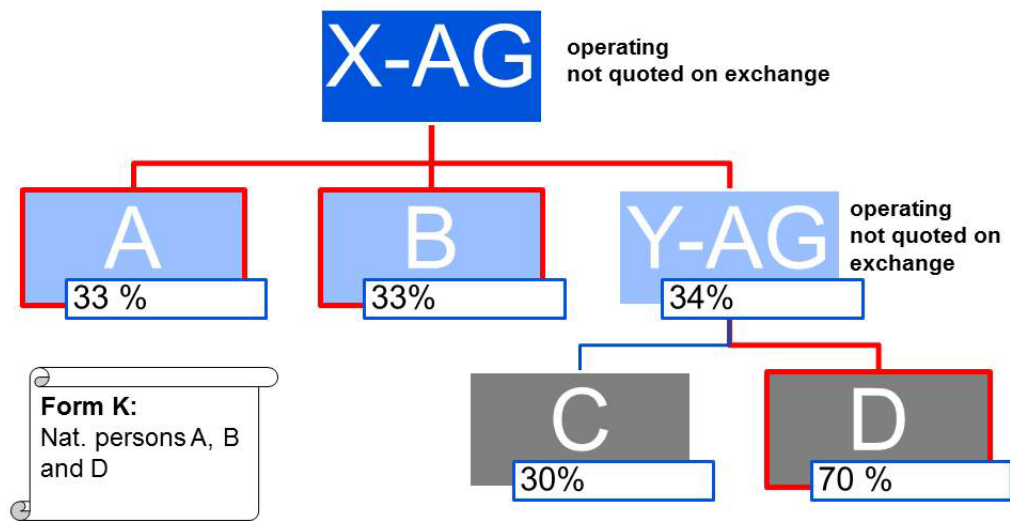 X-AG
operating
not quoted on exchange
A
33 %
B
33%
Y-AG
34%
operating
not quoted on
exchange
C
30%
D
70 %
Form K:
Nat. persons A, B
and D